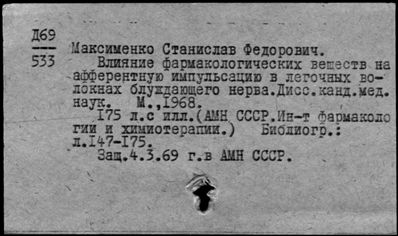 Д69
533
Максименко Станислав Федорович.
Влияние фармакологических веществ на
афферентную импульсацию в легочных во-
локнах блуждающего нерва.Дисс.канд.мед.
наук. М.,1968.
175 л.с илл.(АМН СССР.Ин-т фармаколо
гии и химиотерапии.) Библиогр.:
л.147-175.
Защ.4.3.69 г.в АМН СССР.